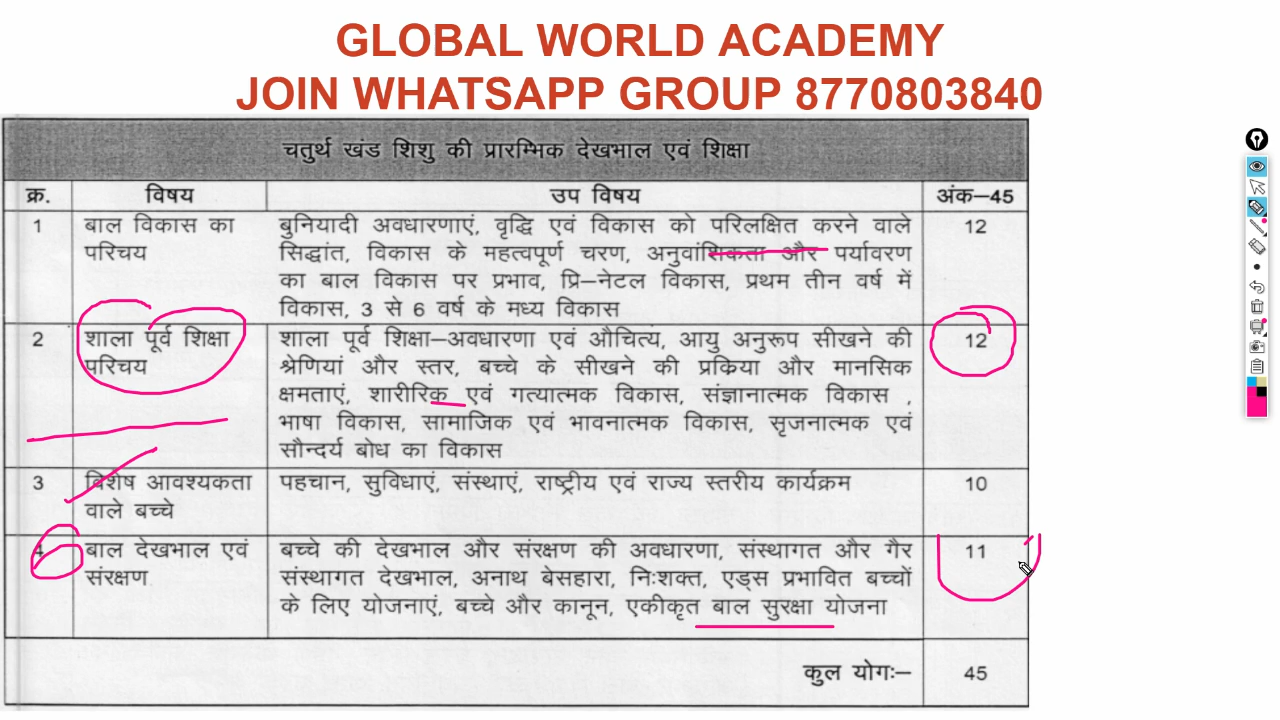 GLOBAL WORLD ACADEMY
JOIN WHATSAPP GROUP 8770803840
चतुर्थ खंड शिशु की प्रारम्भिक देखभाल एवं शिक्षा
क्र. विषय उप विषय अंक–45
1 बाल विकास का बुनियादी अवधारणाएं, वृद्धि एवं विकास को परिलक्षित करने वाले 12
परिचय सिद्धांत, विकास के महत्वपूर्ण चरण, अनुवांशिकता और पर्यावरण
का बाल विकास पर प्रभाव, प्रि–नेटल विकास, प्रथम तीन वर्ष में
विकास, 3 से 6 वर्ष के मध्य विकास
2 शाला पूर्व शिक्षा शाला पूर्व शिक्षा–अवधारणा एवं औचित्य, आयु अनुरूप सीखने की 12
परिचय श्रेणियां और स्तर, बच्चे के सीखने की प्रकिया और मानसिक
क्षमताएं, शारीरिक एवं गत्यात्मक विकास, संज्ञानात्मक विकास ,
भाषा विकास, सामाजिक एवं भावनात्मक विकास, सृजनात्मक एवं
सौन्दर्य बोध का विकास
3 विशेष आवश्यकता पहचान, सुविधाएं, संस्थाएं, राष्ट्रीय एवं राज्य स्तरीय कार्यक्रम 10
वाले बच्चे
4 बाल देखभाल एवं बच्चे की देखभाल और संरक्षण की अवधारणा, संस्थागत और गैर 11
संरक्षण संस्थागत देखभाल, अनाथ बेसहारा, निःशक्त, एड्स प्रभावित बच्चों
के लिए योजनाएं, बच्चे और कानून, एकीकृत बाल सुरक्षा योजना
कुल योगः– 45